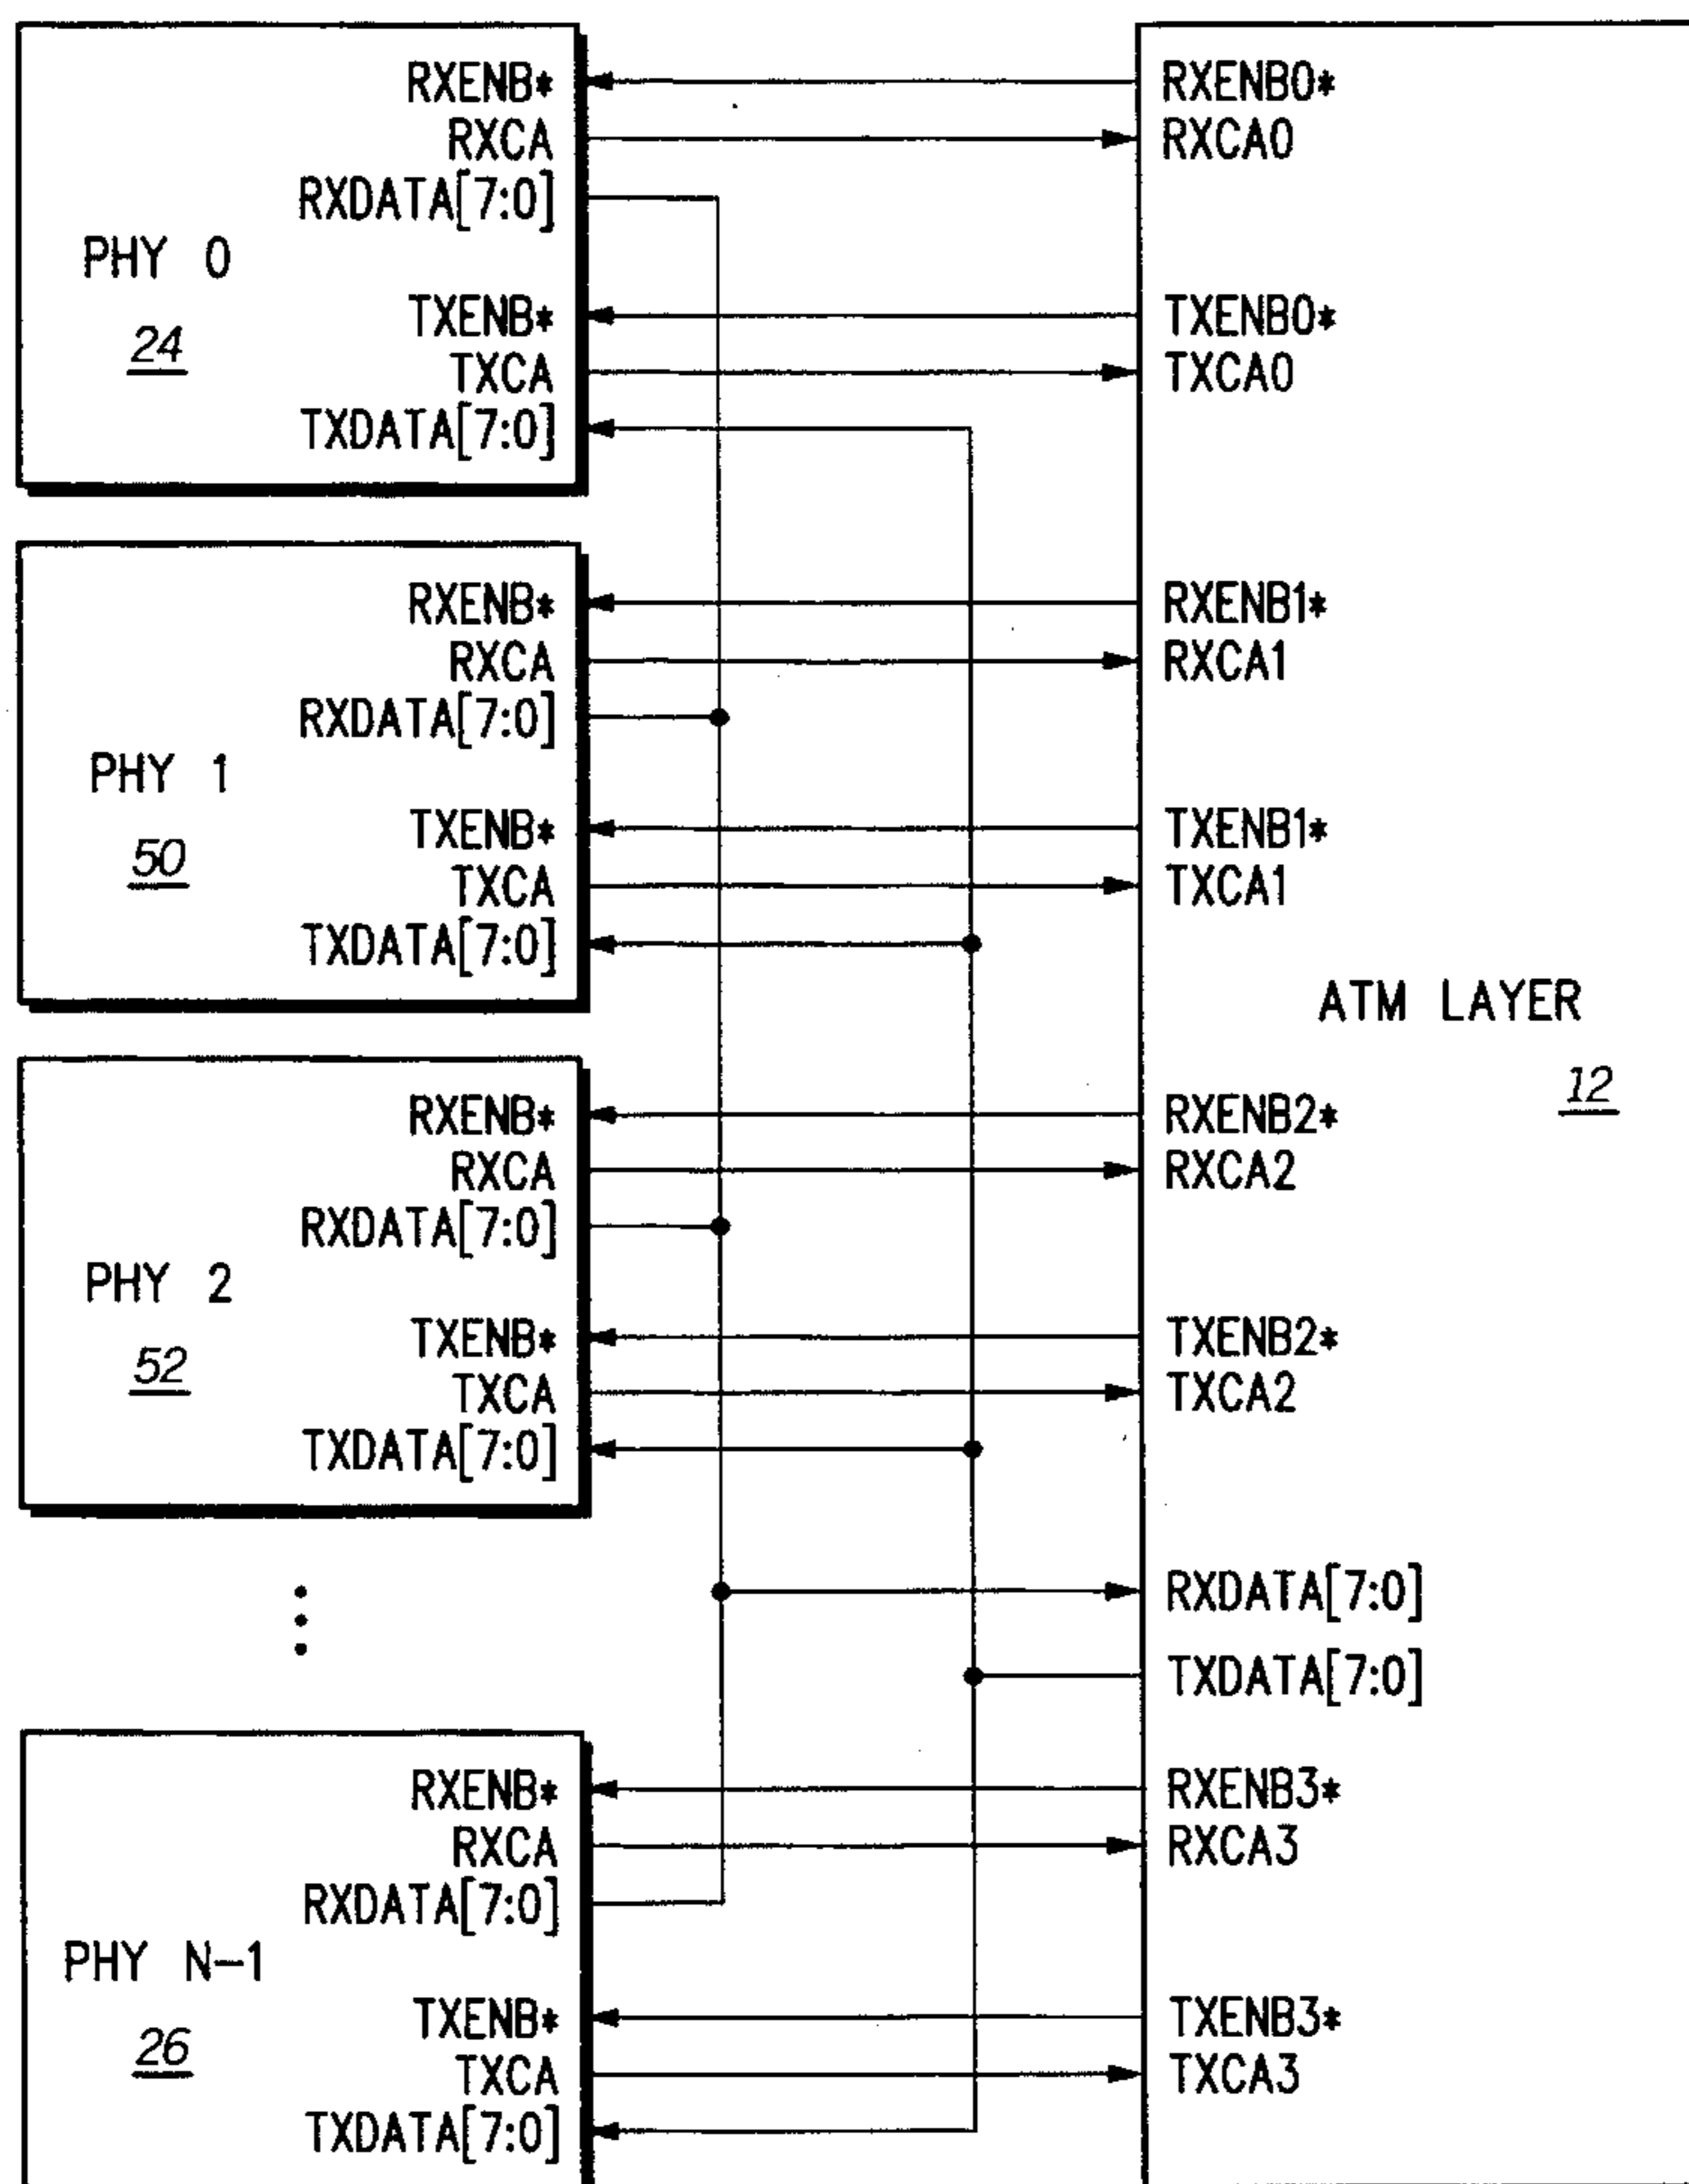 RXENB*
RXCA
RXDATA[7:0]
PHY 0
24
TXENB*
TXCA
TXDATA[7:0]
RXENB0*
RXCA0
TXENB0*
TXCA0
RXENB*
RXCA
RXDATA[7:0]
PHY 1
50
TXENB*
TXCA
TXDATA[7:0]
RXENB1*
RXCA1
TXENB1*
TXCA1
ATM LAYER
12
RXENB*
RXCA
RXDATA[7:0]
PHY 2
52
TXENB*
TXCA
TXDATA[7:0]
RXENB2*
RXCA2
TXENB2*
TXCA2
RXDATA[7:0]
TXDATA[7:0]
RXENB*
RXCA
RXDATA[7:0]
PHY N-1
26
TXENB*
TXCA
TXDATA[7:0]
RXENB3*
RXCA3
TXENB3*
TXCA3